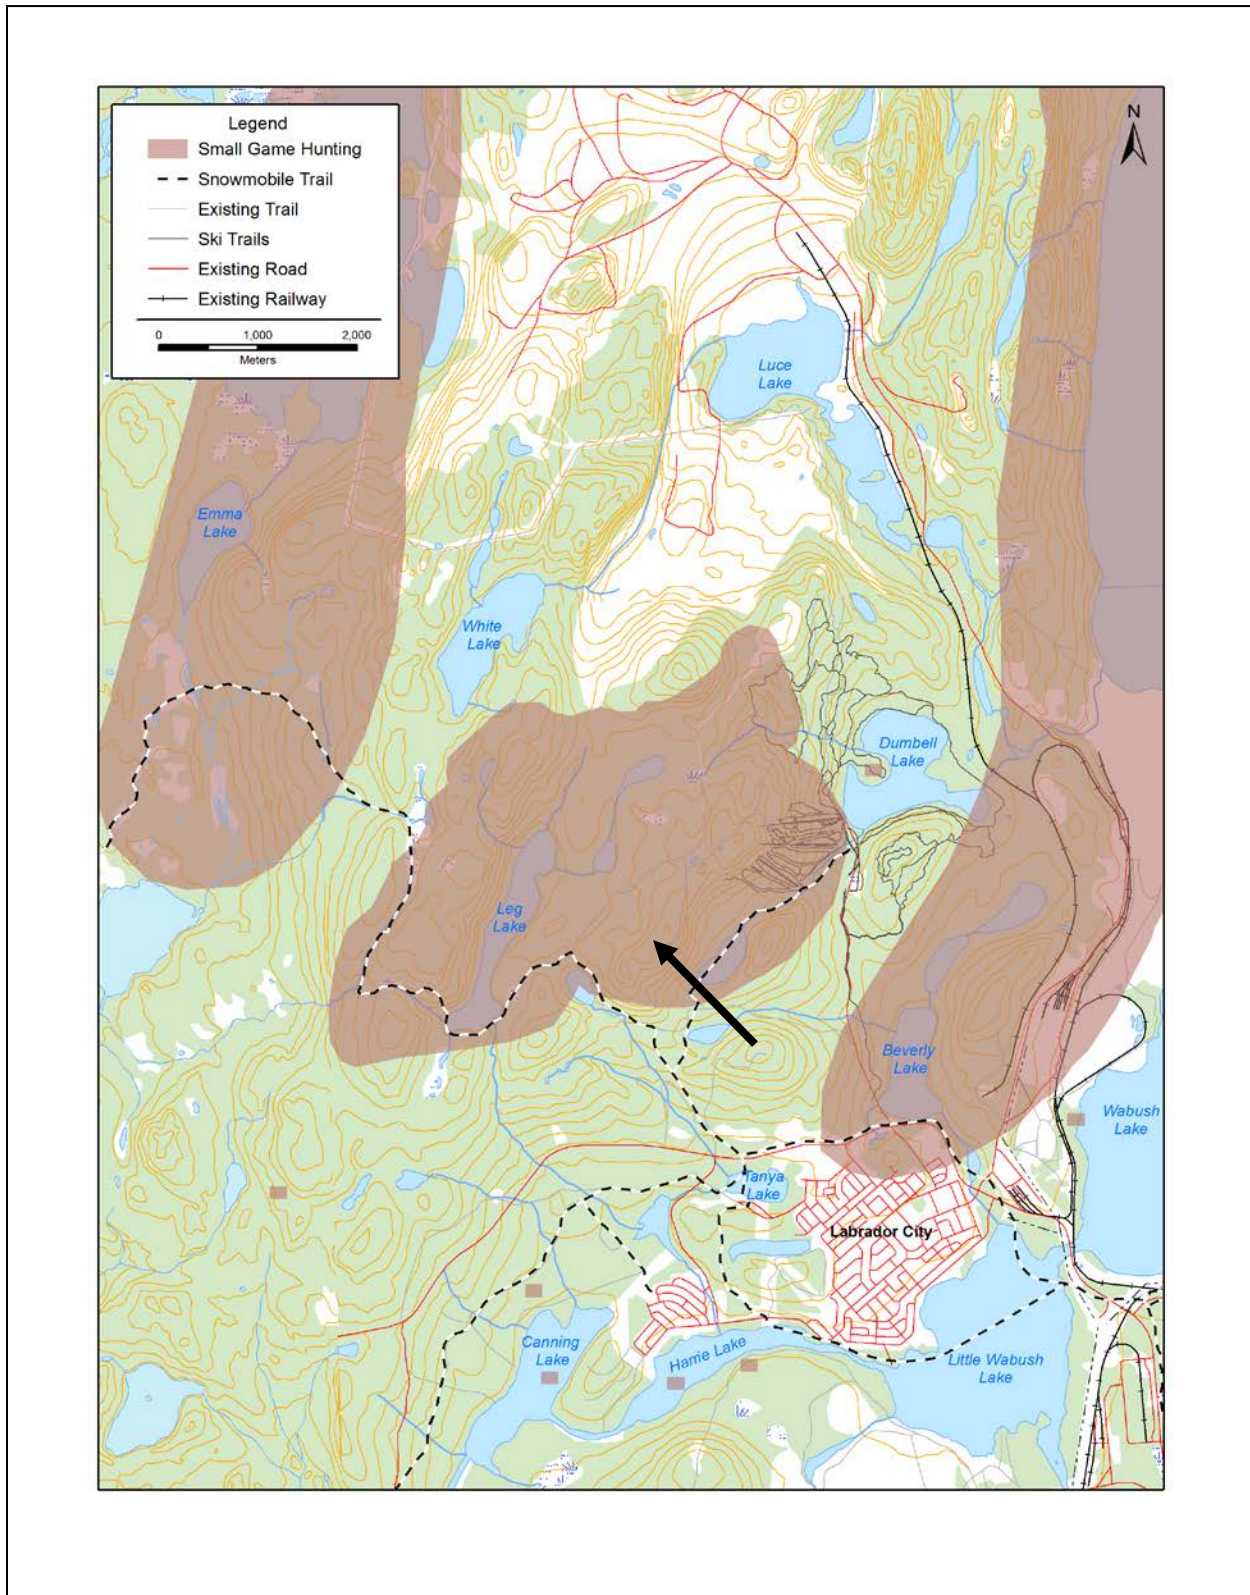 Legend
Small Game Hunting
Snowmobile Trail
Existing Trail
Ski Trails
Existing Road
Existing Railway
0 1,000 2,000
Meters
N
Luce
Lake
Emma
Lake
White
Lake
Dumbell
Lake
Leg
Lake
Beverly
Lake
Wabush
Lake
Tanya
Lake
Labrador City
Canning
Lake
Harrie Lake
Little Wabush
Lake